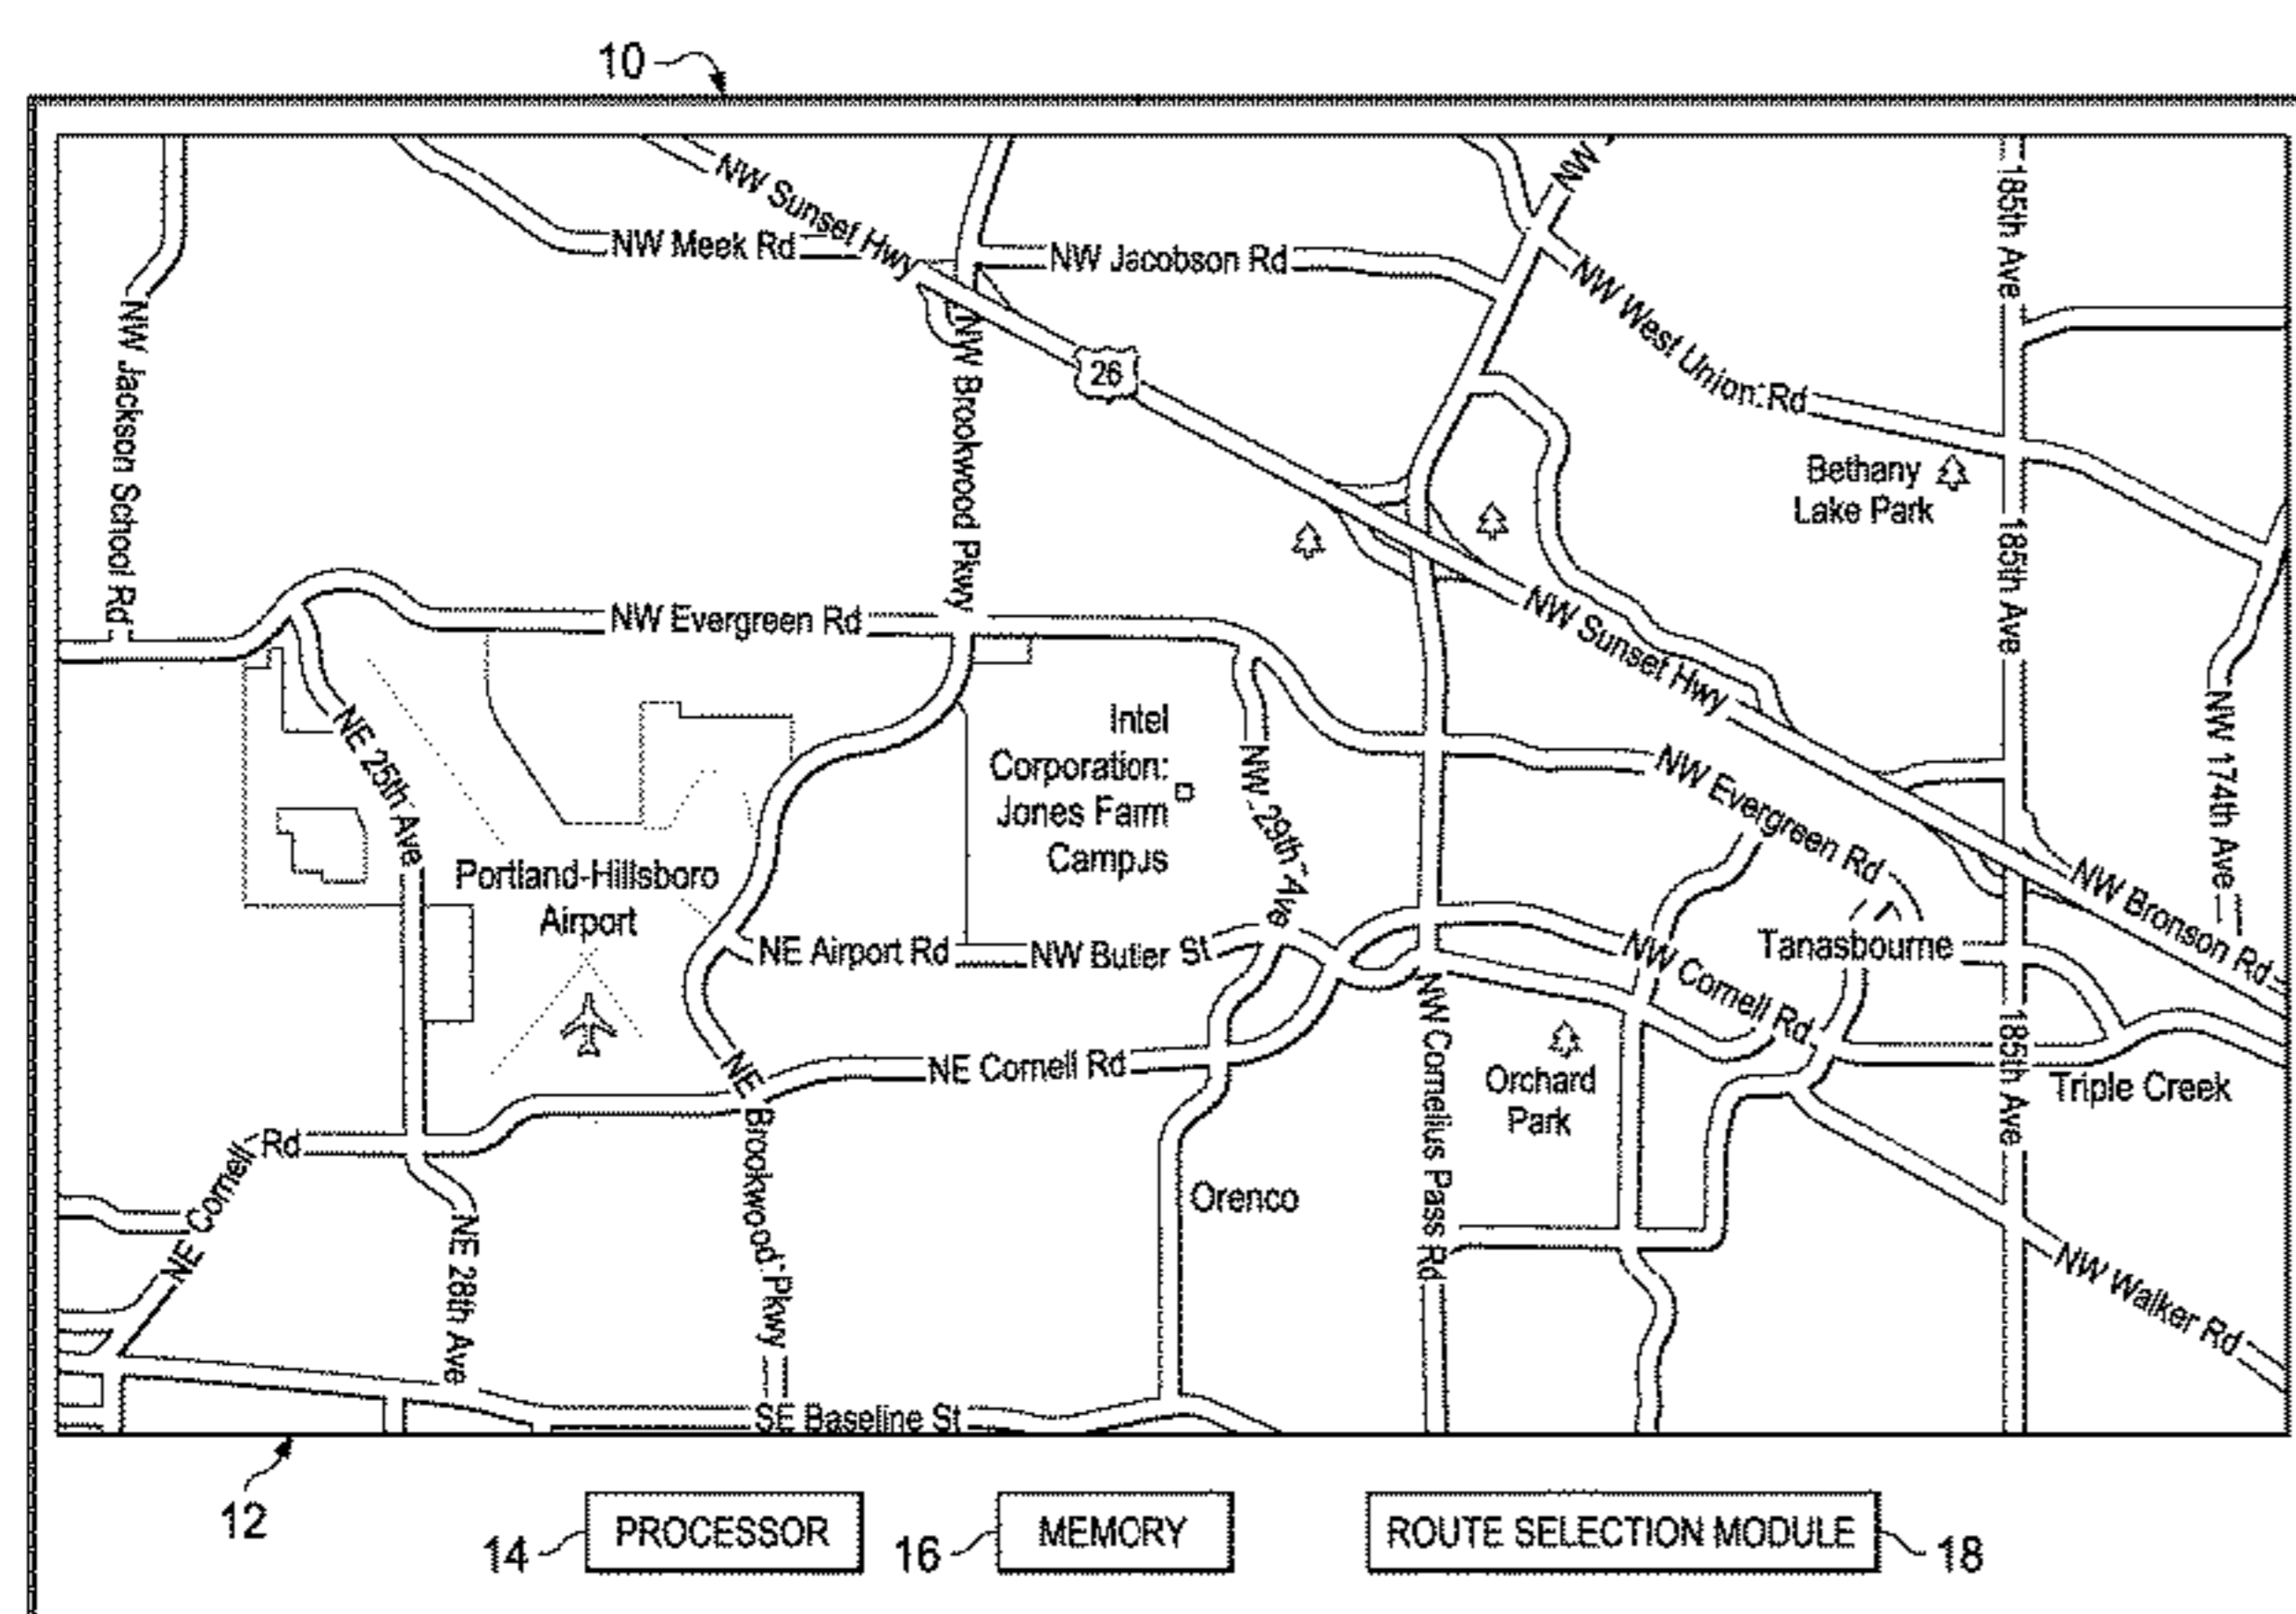 10
NW Sunset Hwy
NW
185th Ave
NW Meek Rd
NW Jacobson Rd
NW West Union Rd
NW Jackson School Rd
NW Brookwood Pkwy
26
Bethany
Lake Park
185th Ave
NW Evergreen Rd
NW Sunset Hwy
NE 25th Ave
Intel
Corporation:
Jones Farm
Campus
NW 29th Ave
NW Evergreen Rd
NW 174th Ave
Portland-Hillsboro
Airport
NE Airport Rd
NW Butler St
NW Cornell Rd
Tanasbourne
NW Bronson Rd
NE Cornell Rd
NW Cornelius Pass Rd
Orchard
Park
185th Ave
Triple Creek
NE Cornell Rd
NE Brookwood Pkwy
Orenco
NE 28th Ave
NW Walker Rd
SE Baseline St
12
14
PROCESSOR
16
MEMORY
ROUTE SELECTION MODULE
18